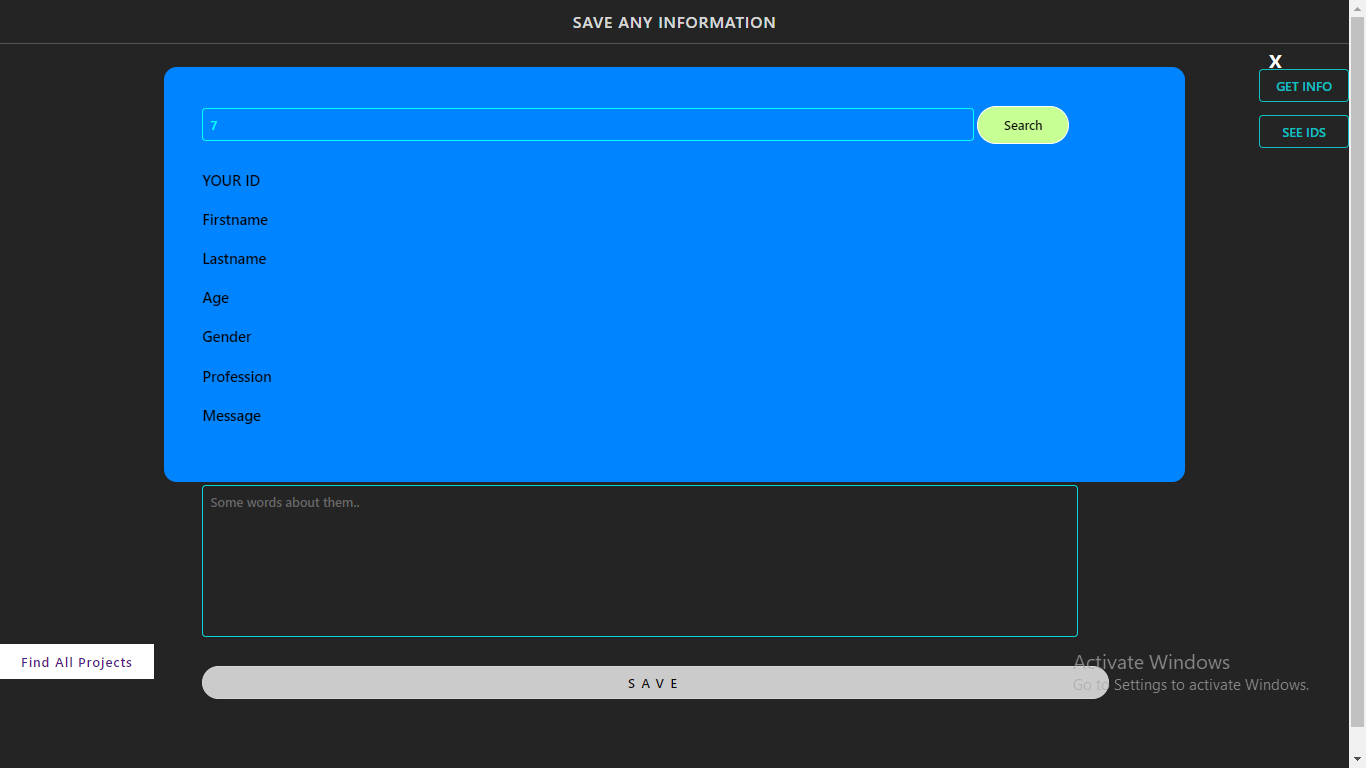 SAVE ANY INFORMATION
X
GET INFO
7
Search
SEE IDS
YOUR ID
Firstname
Lastname
Age
Gender
Profession
Message
Some words about them..
Find All Projects
Activate Windows
Go to Settings to activate Windows.
SAVE